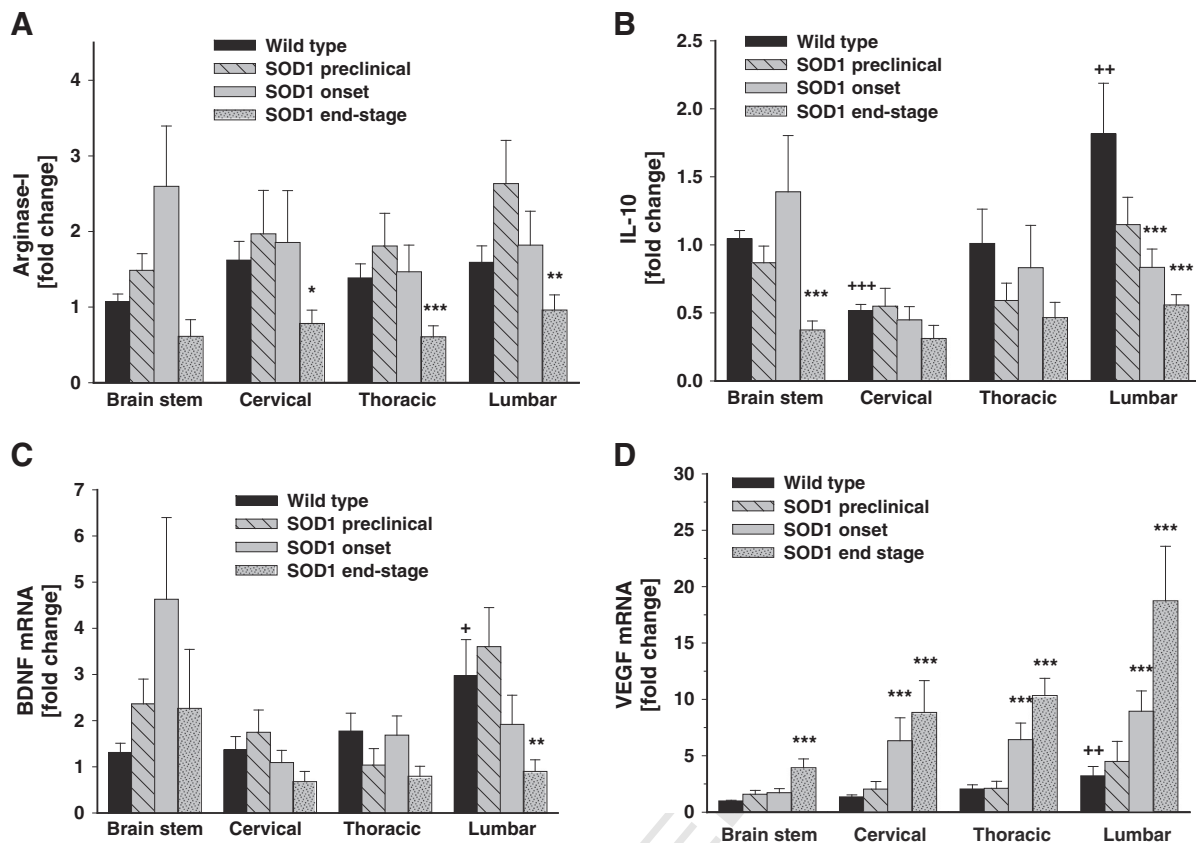 A
Wild type
SOD1 preclinical
SOD1 onset
SOD1 end-stage
Arginase-I
[fold change]
4
3
2
1
0
*
***
**
Brain stem Cervical Thoracic Lumbar
B
Wild type
SOD1 preclinical
SOD1 onset
SOD1 end-stage
IL-10
[fold change]
2.5
2.0
1.5
1.0
0.5
0.0
***
+++
++
***
***
Brain stem Cervical Thoracic Lumbar
C
Wild type
SOD1 preclinical
SOD1 onset
SOD1 end-stage
BDNF mRNA
[fold change]
7
6
5
4
3
2
1
0
+
**
Brain stem Cervical Thoracic Lumbar
D
Wild type
SOD1 preclinical
SOD1 onset
SOD1 end stage
VEGF mRNA
[fold change]
30
25
20
15
10
5
0
***
***
***
***
***
++
***
***
Brain stem Cervical Thoracic Lumbar